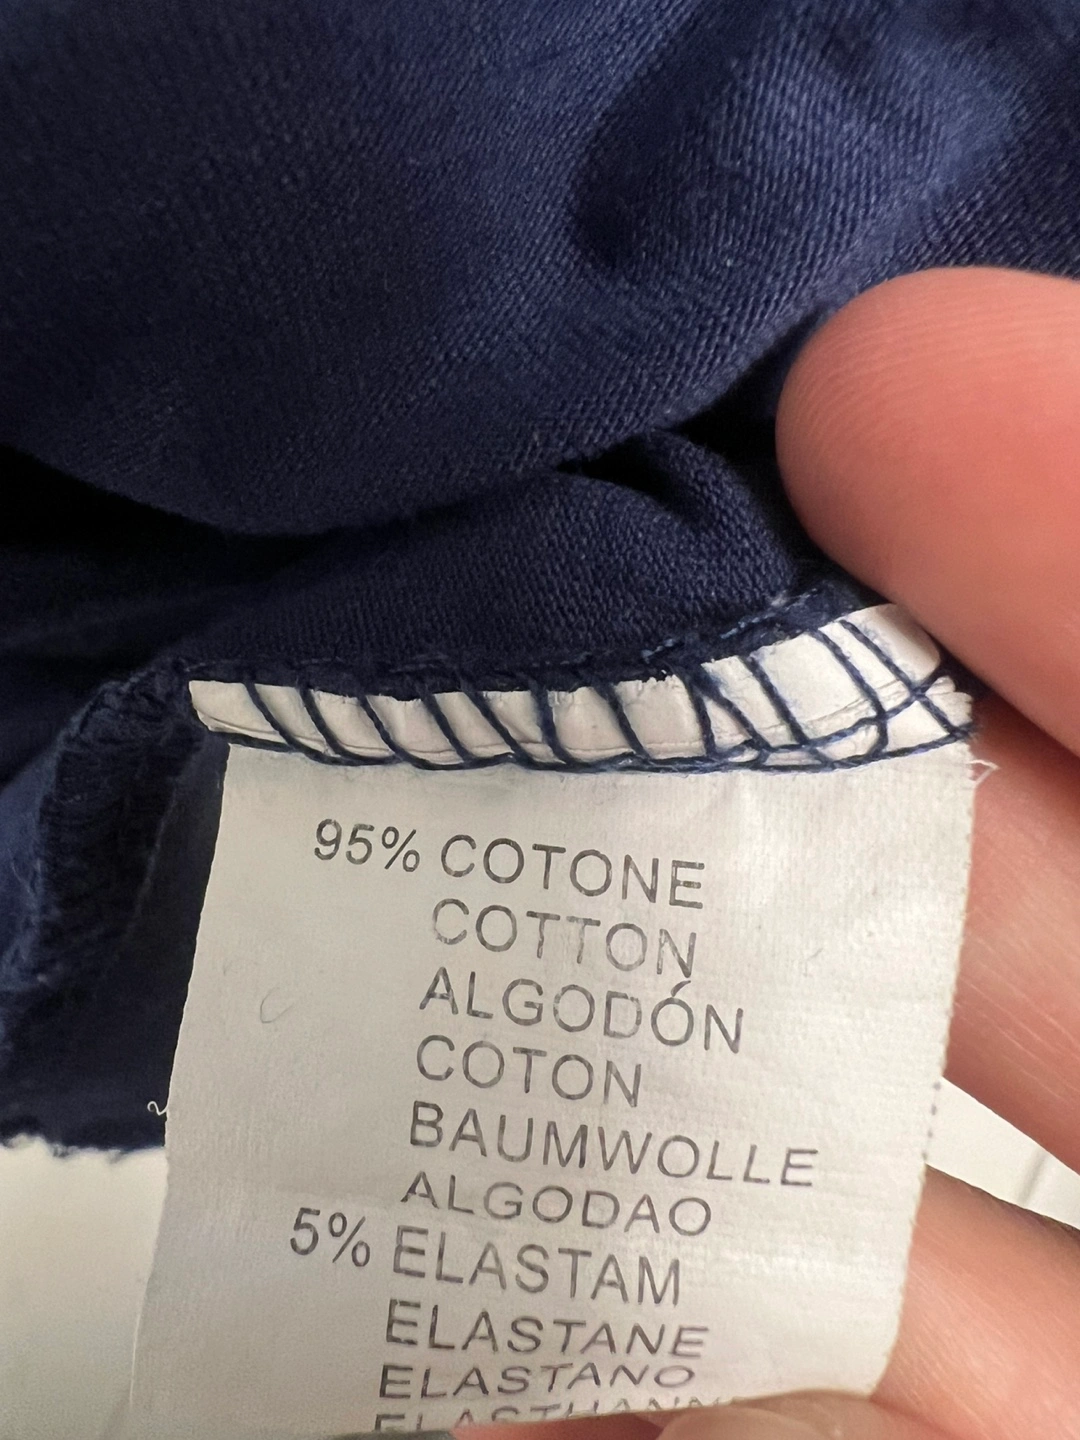 95% COTONE
COTTON
ALGODÓN
COTON
BAUMWOLLE
ALGODAO
5% ELASTAM
ELASTANE
ELASTANO